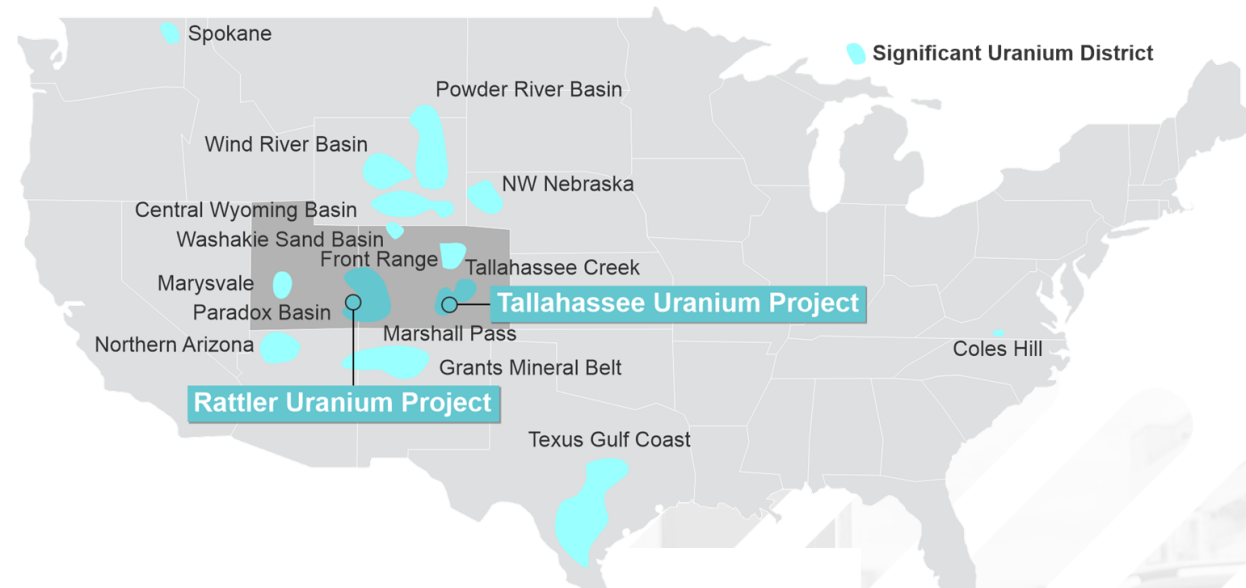 Spokane
Significant Uranium District
Powder River Basin
Wind River Basin
NW Nebraska
Central Wyoming Basin
Washakie Sand Basin
Front Range
Tallahassee Creek
Marysvale
Tallahassee Uranium Project
Paradox Basin
Marshall Pass
Northern Arizona
Coles Hill
Grants Mineral Belt
Rattler Uranium Project
Texus Gulf Coast